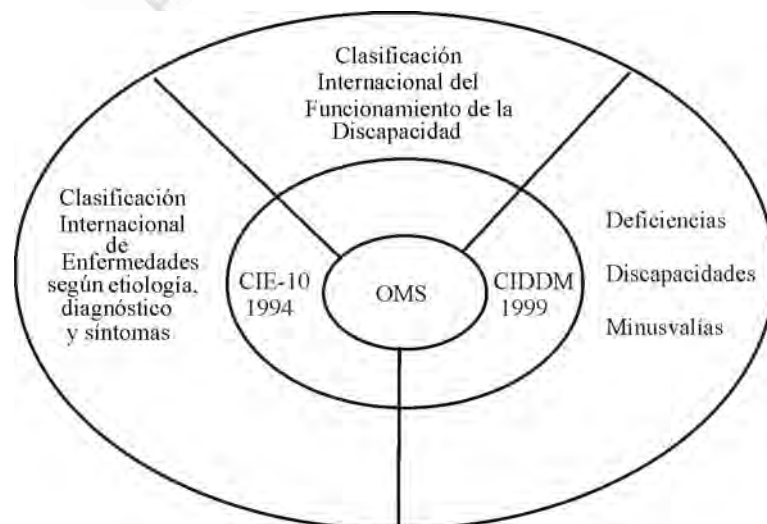 Clasificación
Internacional del
Funcionamiento de la
Discapacidad
Clasificación
Internacional
de
Enfermedades
según etiología,
diagnóstico
y síntomas
CIE-10
1994
OMS
CIDDM
1999
Deficiencias
Discapacidades
Minusvalías